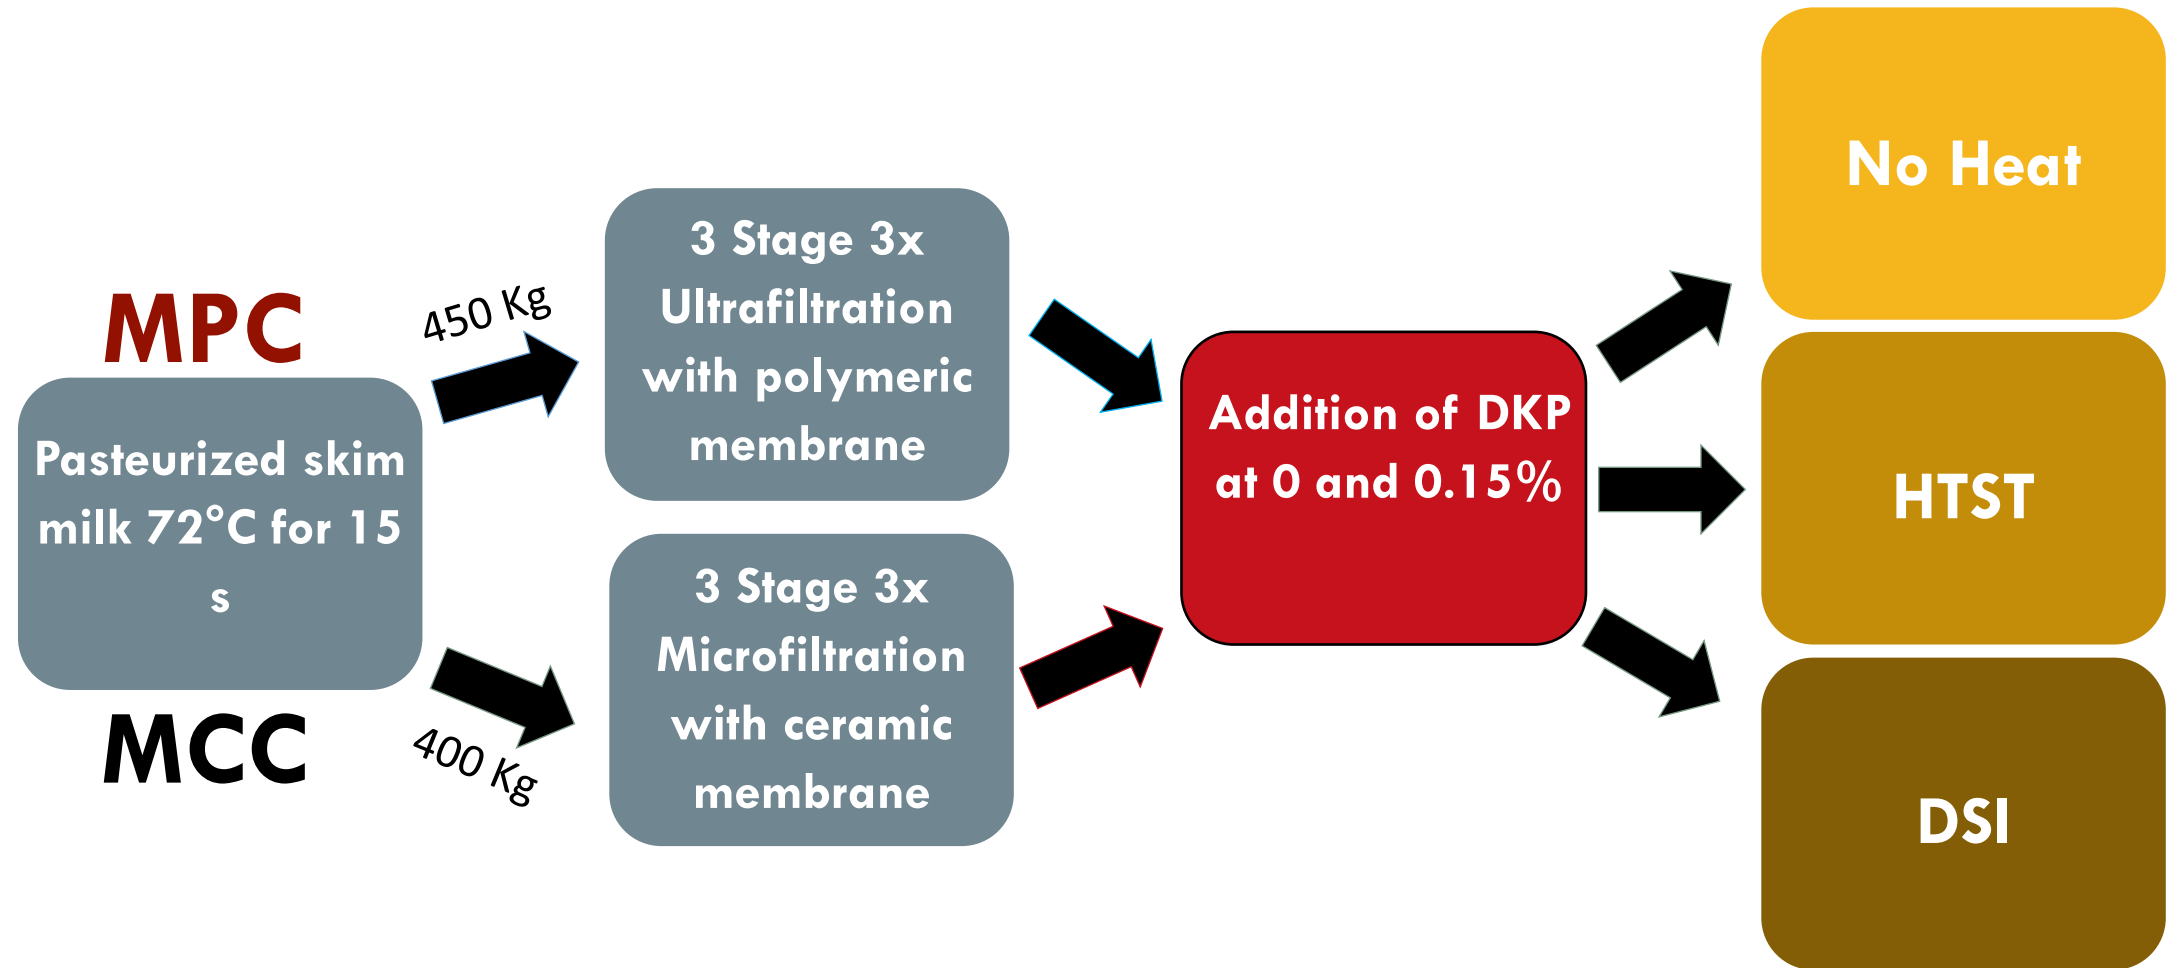 MPC
Pasteurized skim
milk 72°C for 15
s
MCC
450 Kg
400 Kg
3 Stage 3x
Ultrafiltration
with polymeric
membrane
3 Stage 3x
Microfiltration
with ceramic
membrane
Addition of DKP
at 0 and 0.15%
No Heat
HTST
DSI